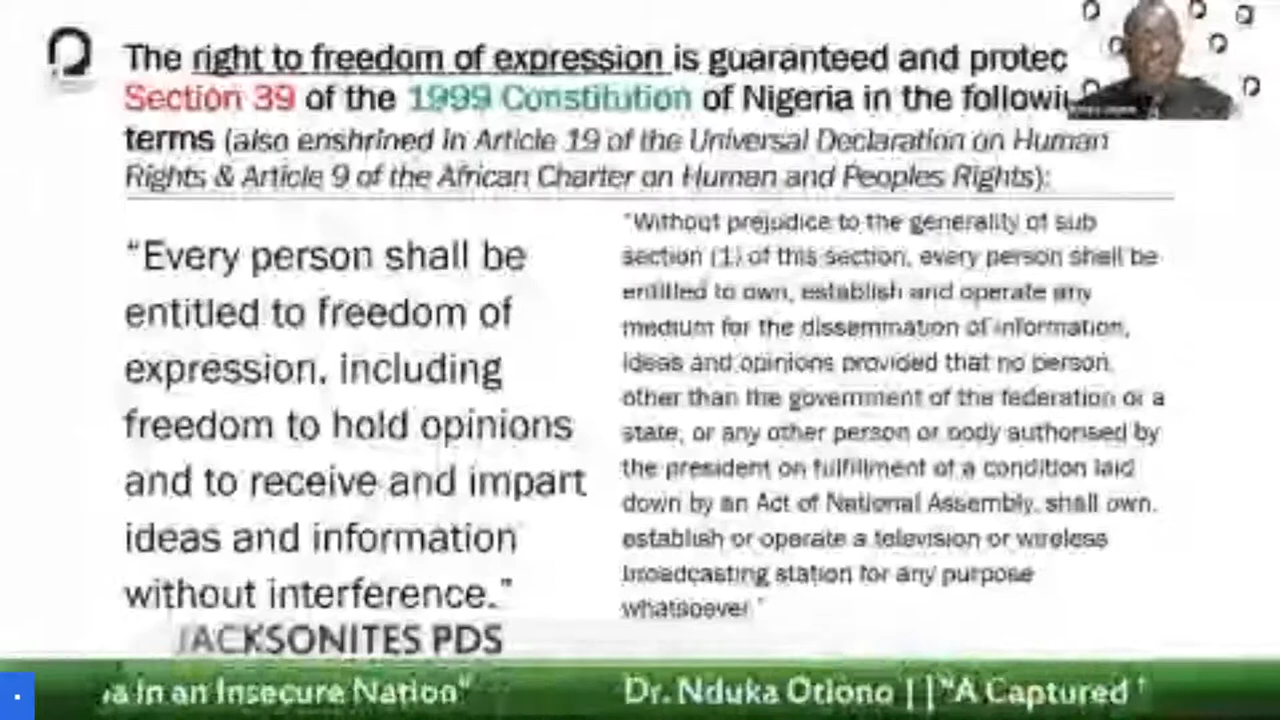 The right to freedom of expression is guaranteed and protec
Section 39 of the 1999 Constitution of Nigeria in the followi
terms (also enshrined in Article 19 of the Universal Declaration on Human
Rights & Article 9 of the African Charter on Human and Peoples Rights):
"Every person shall be
entitled to freedom of
expression, including
freedom to hold opinions
and to receive and impart
ideas and information
without interference."
"Without prejudice to the generality of sub
section (1) of this section, every person shall be
entitled to own, establish and operate any
medium for the dissemination of information,
ideas and opinions provided that no person,
other than the government of the federation or a
state, or any other person or body authorised by
the president on fulfillment of a condition laid
down by an Act of National Assembly, shall own,
establish or operate a television or wireless
broadcasting station for any purpose
whatsoever."
JACKSONITES PDS
a in an Insecure Nation" Dr. Nduka Otiono ||"A Captured